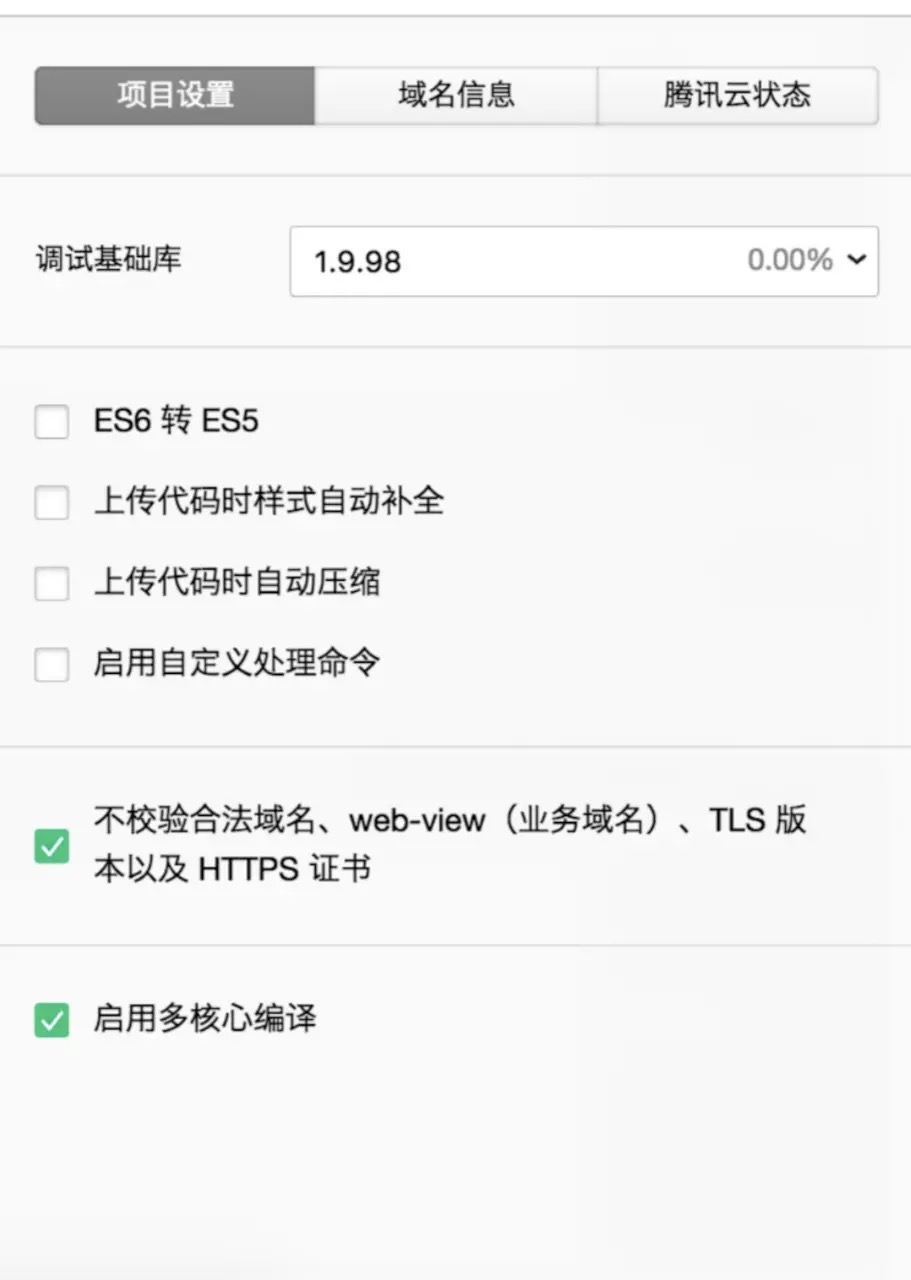 项目设置 域名信息 腾讯云状态
调试基础库 1.9.98 0.00%
ES6 转 ES5
上传代码时样式自动补全
上传代码时自动压缩
启用自定义处理命令
不校验合法域名、web-view（业务域名）、TLS 版
本以及 HTTPS 证书
启用多核心编译